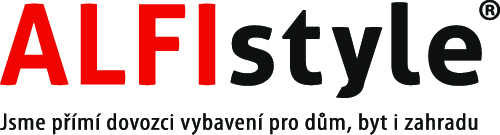 ALFIstyle®
Jsme přímí dovozci vybavení pro dům, byt i zahradu